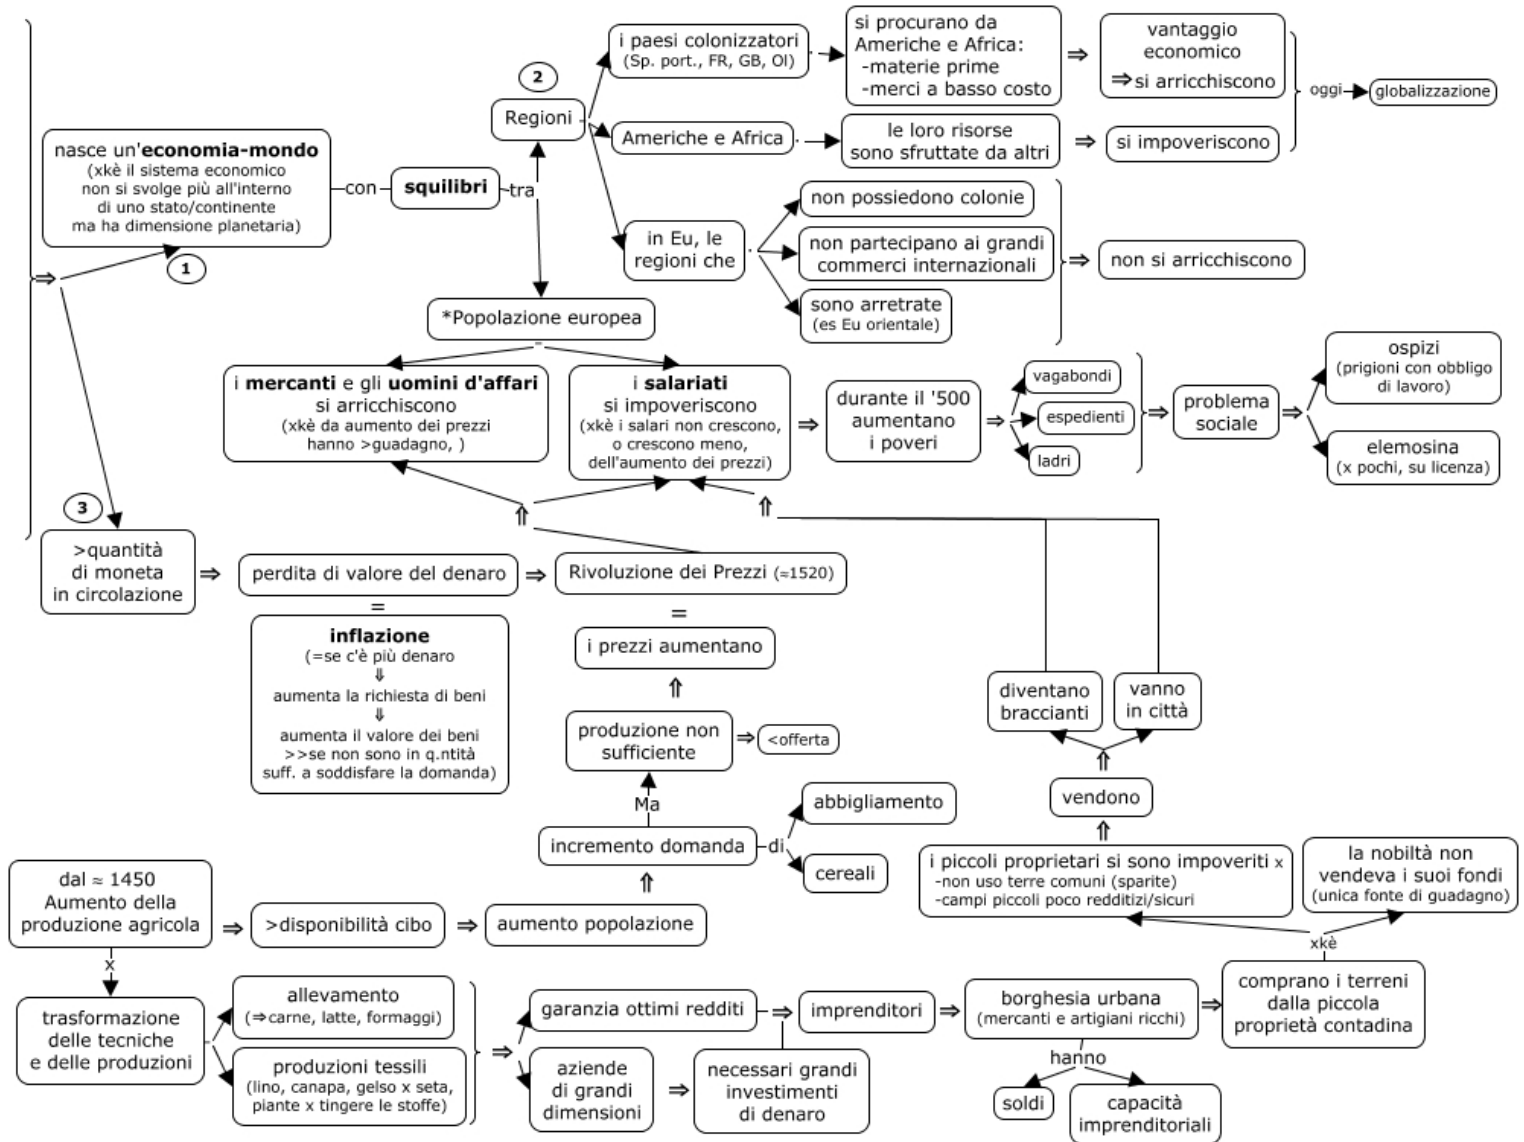 i paesi colonizzatori
(Sp. port., FR, GB, Ol)
si procurano da
Americhe e Africa:
-materie prime
-merci a basso costo
⇒
vantaggio
economico
⇒si arricchiscono
oggi
globalizzazione
2
Regioni
Americhe e Africa
le loro risorse
sono sfruttate da altri
⇒
si impoveriscono
nasce un'economia-mondo
(xkè il sistema economico
non si svolge più all'interno
di uno stato/continente
ma ha dimensione planetaria)
con
squilibri
tra
in Eu, le
regioni che
non possiedono colonie
non partecipano ai grandi
commerci internazionali
sono arretrate
(es Eu orientale)
⇒
non si arricchiscono
⇒
1
*Popolazione europea
i mercanti e gli uomini d'affari
si arricchiscono
(xkè da aumento dei prezzi
hanno >guadagno, )
i salariati
si impoveriscono
(xkè i salari non crescono,
o crescono meno,
dell'aumento dei prezzi)
⇒
durante il '500
aumentano
i poveri
⇒
vagabondi
espedienti
ladri
⇒
problema
sociale
⇒
ospizi
(prigioni con obbligo
di lavoro)
elemosina
(x pochi, su licenza)
3
>quantità
di moneta
in circolazione
⇒
perdita di valore del denaro
⇒
Rivoluzione dei Prezzi (≈1520)
⇑
⇑
=
inflazione
(=se c'è più denaro
⇓
aumenta la richiesta di beni
⇓
aumenta il valore dei beni
>>se non sono in q.ntità
suff. a soddisfare la domanda)
=
i prezzi aumentano
⇑
produzione non
sufficiente
⇒
<offerta
Ma
incremento domanda
di
abbigliamento
cereali
⇑
diventano
braccianti
vanno
in città
⇑
vendono
⇑
i piccoli proprietari si sono impoveriti x
-non uso terre comuni (sparite)
-campi piccoli poco redditizi/sicuri
la nobiltà non
vendeva i suoi fondi
(unica fonte di guadagno)
xkè
dal ≈ 1450
Aumento della
produzione agricola
⇒
>disponibilità cibo
⇒
aumento popolazione
x
trasformazione
delle tecniche
e delle produzioni
allevamento
(⇒carne, latte, formaggi)
produzioni tessili
(lino, canapa, gelso x seta,
piante x tingere le stoffe)
⇒
garanzia ottimi redditi
⇒
imprenditori
⇒
borghesia urbana
(mercanti e artigiani ricchi)
⇒
comprano i terreni
dalla piccola
proprietà contadina
aziende
di grandi
dimensioni
⇒
necessari grandi
investimenti
di denaro
hanno
soldi
capacità
imprenditoriali